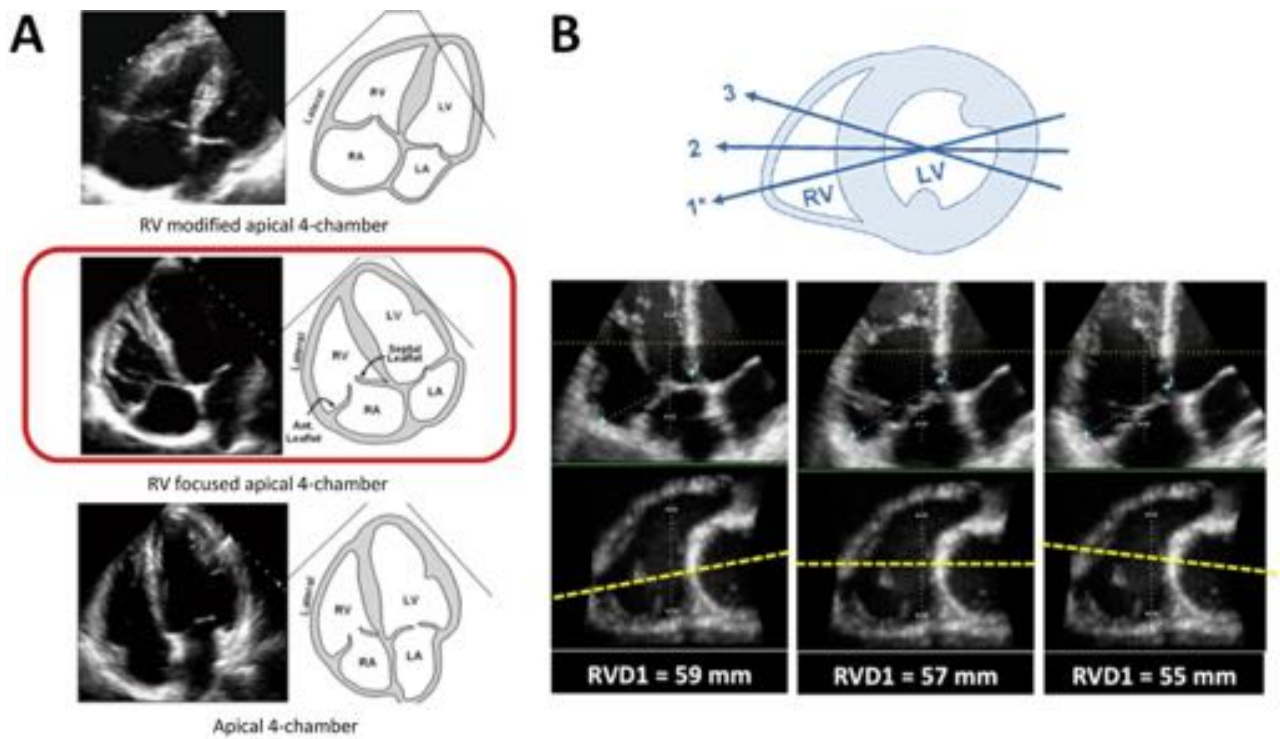 A
Lateral
RV
LV
RA
LA
RV modified apical 4-chamber
Lateral
LV
RV
Septal
Leaflet
LA
RA
Ant.
Leaflet
RV focused apical 4-chamber
Lateral
RV
LV
RA
LA
Apical 4-chamber
B
3
2
1*
RV
LV
RVD1 = 59 mm
RVD1 = 57 mm
RVD1 = 55 mm